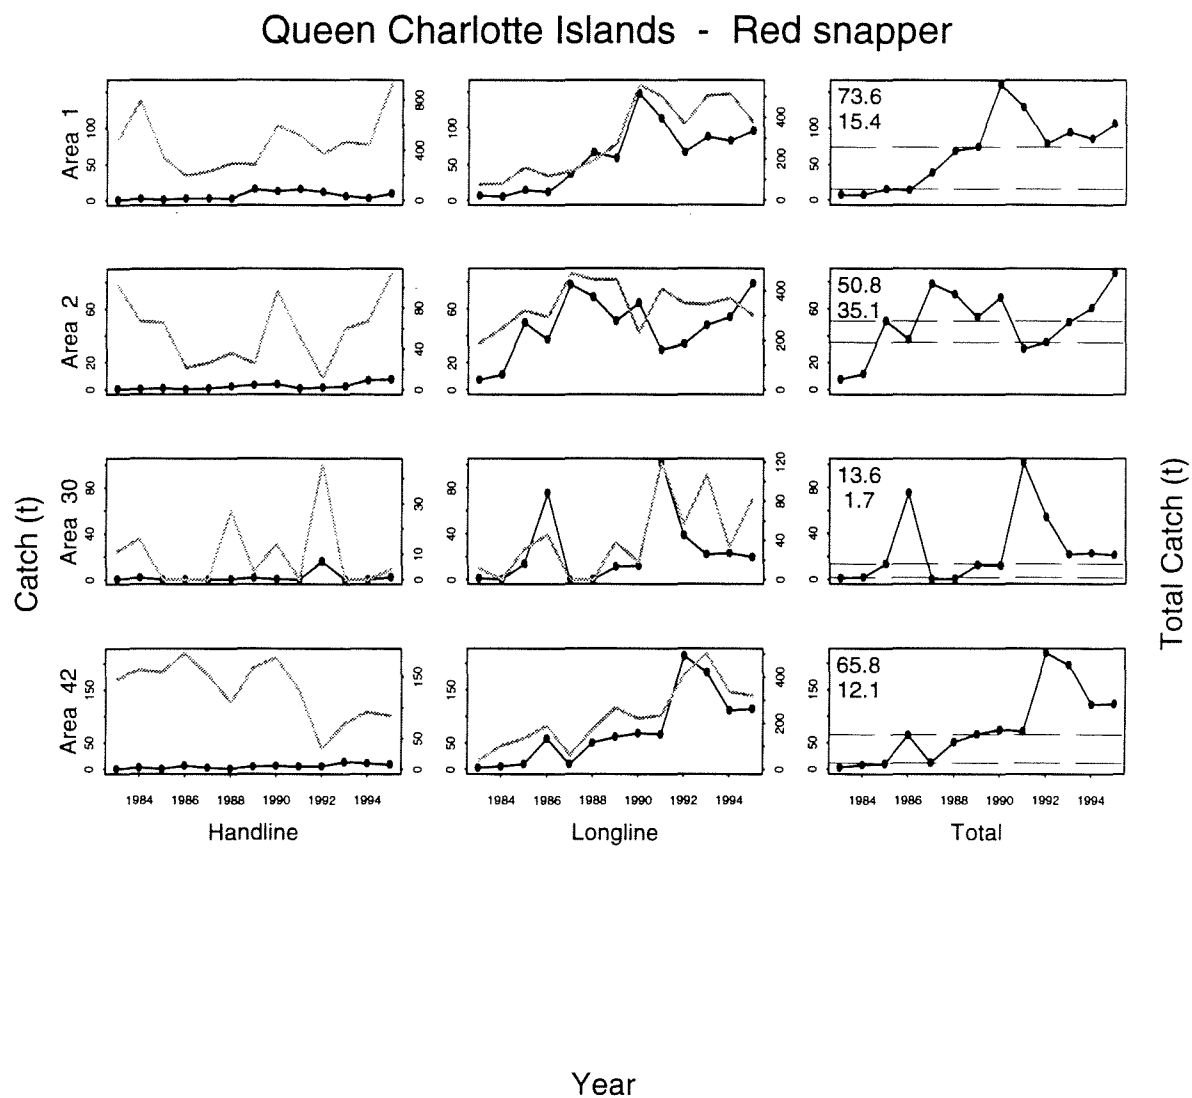 Queen Charlotte Islands - Red snapper
Area 1
0 50 100
0 400 800
0 50 100
0 200 400
0 50 100
73.6
15.4
Area 2
0 20 60
0 40 80
0 20 60
0 200 400
0 20 60
50.8
35.1
Area 30
0 40 80
0 10 30
0 40 80
0 20 40 60 80 120
0 40 80
13.6
1.7
Area 42
0 50 150
0 50 150
0 50 150
0 200 400
0 50 150
65.8
12.1
1984 1986 1988 1990 1992 1994
1984 1986 1988 1990 1992 1994
1984 1986 1988 1990 1992 1994
Handline
Longline
Total
Catch (t)
Total Catch (t)
Year